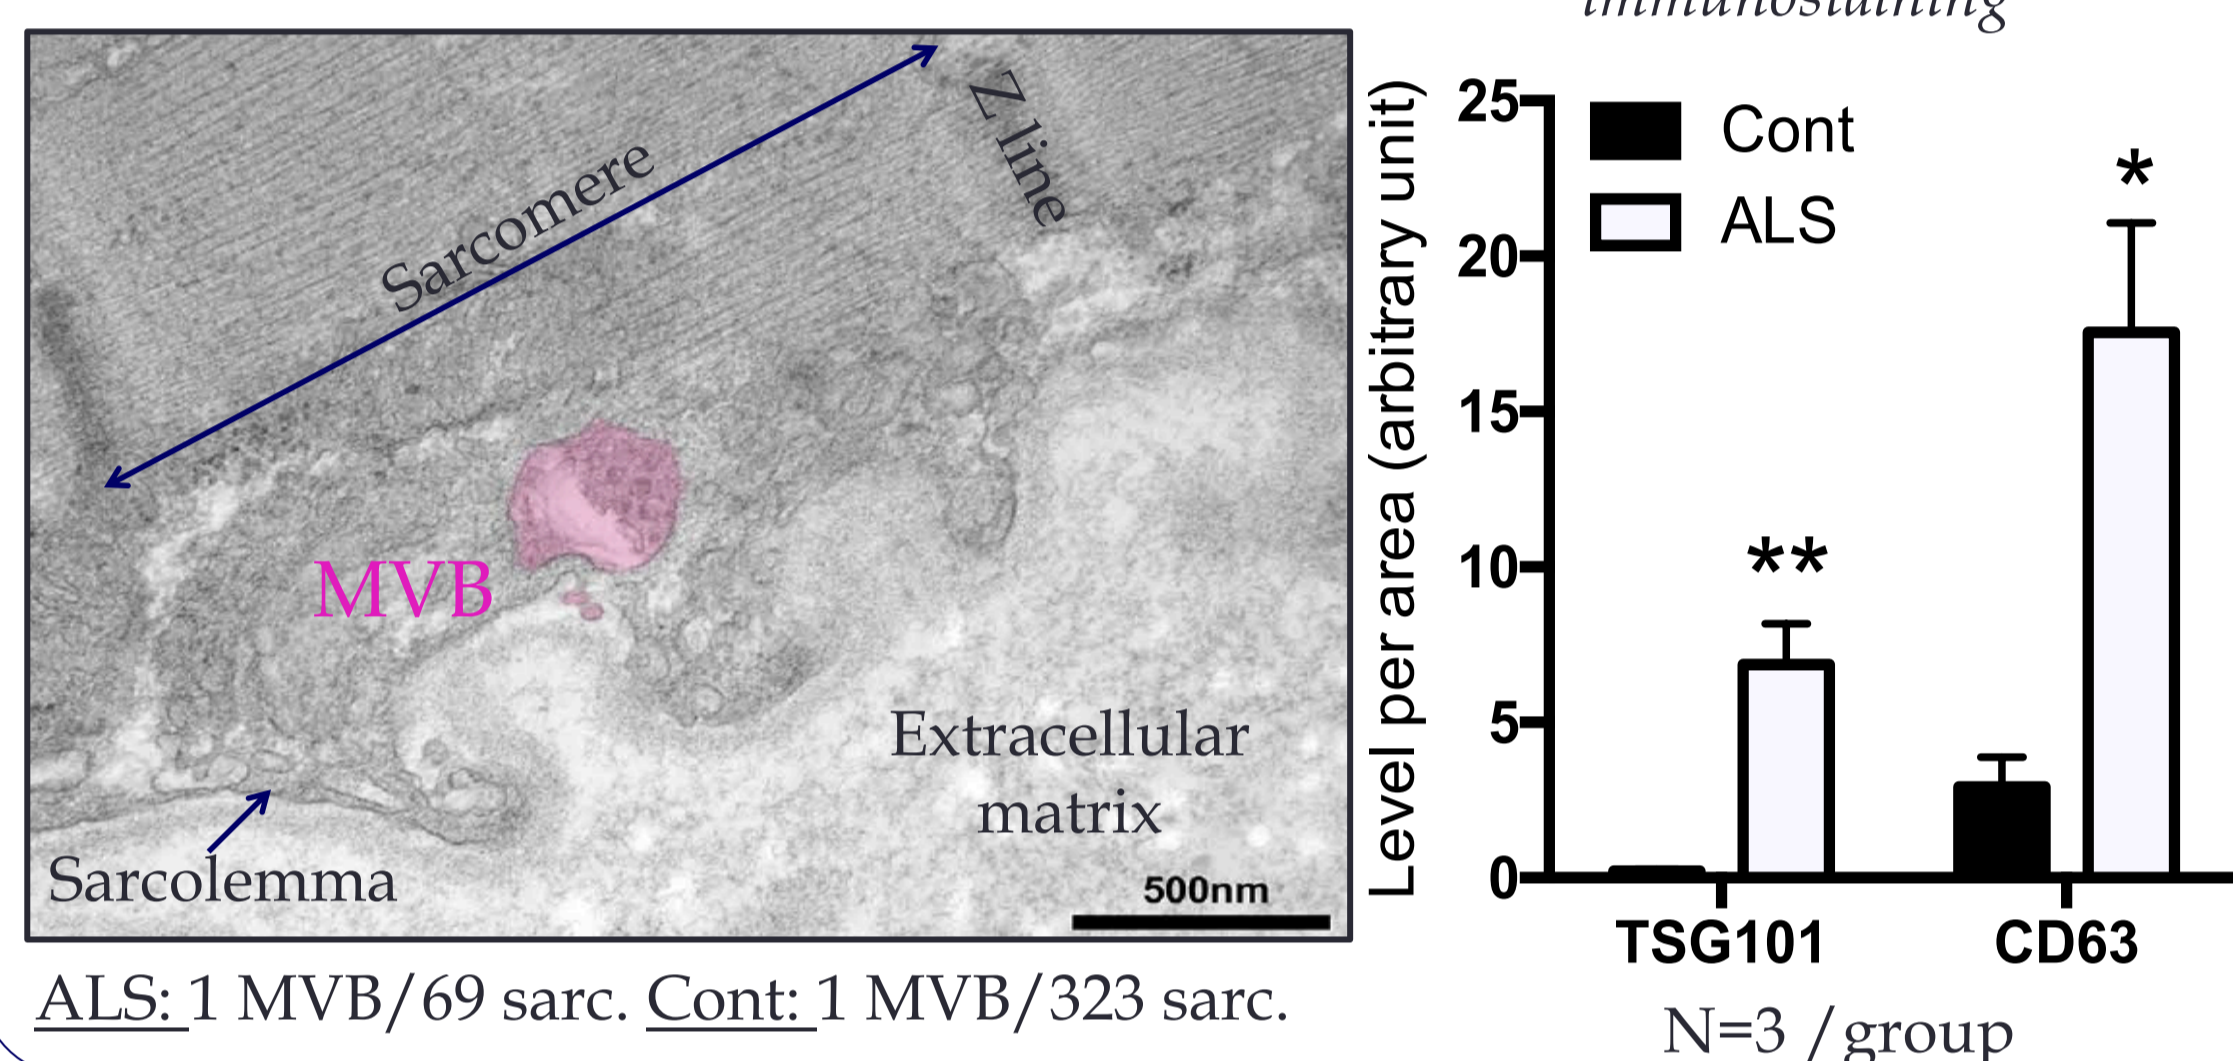 immunostaining
Sarcomere
Z line
MVB
Extracellular
matrix
Sarcolemma
500nm
ALS: 1 MVB/69 sarc. Cont: 1 MVB/323 sarc.
Level per area (arbitrary unit)
25
20
15
10
5
0
Cont
ALS
**
*
TSG101
CD63
N=3 /group